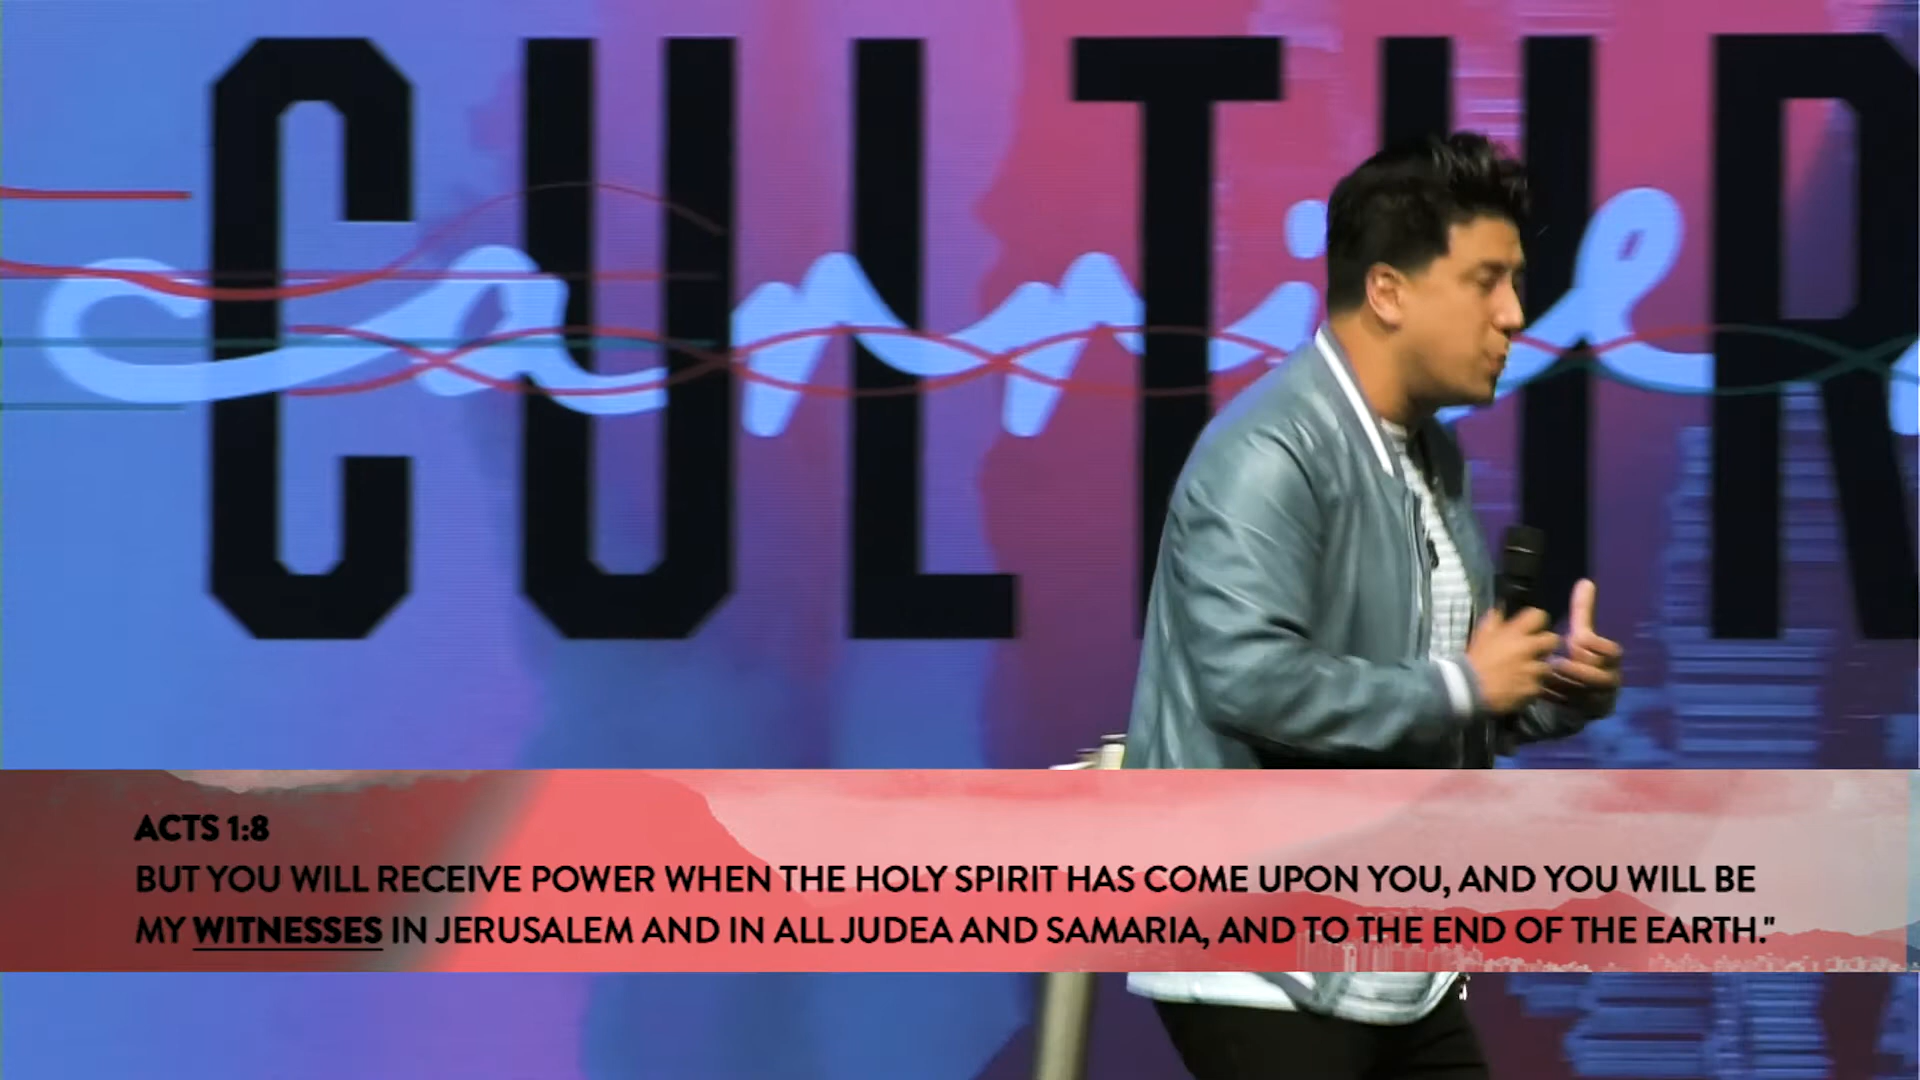 CULTUR
carrie
ACTS 1:8
BUT YOU WILL RECEIVE POWER WHEN THE HOLY SPIRIT HAS COME UPON YOU, AND YOU WILL BE
MY WITNESSES IN JERUSALEM AND IN ALL JUDEA AND SAMARIA, AND TO THE END OF THE EARTH."